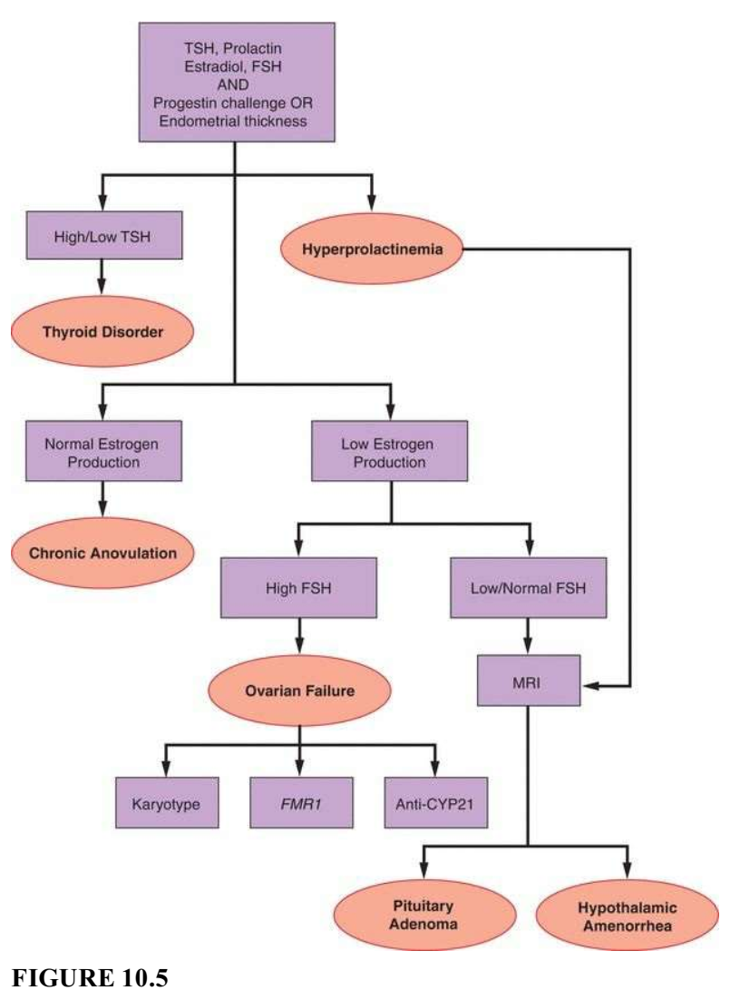 TSH, Prolactin
Estradiol, FSH
AND
Progestin challenge OR
Endometrial thickness
High/Low TSH
Hyperprolactinemia
Thyroid Disorder
Normal Estrogen
Production
Low Estrogen
Production
Chronic Anovulation
High FSH
Low/Normal FSH
Ovarian Failure
MRI
Karyotype
FMR1
Anti-CYP21
Pituitary
Adenoma
Hypothalamic
Amenorrhea
FIGURE 10.5